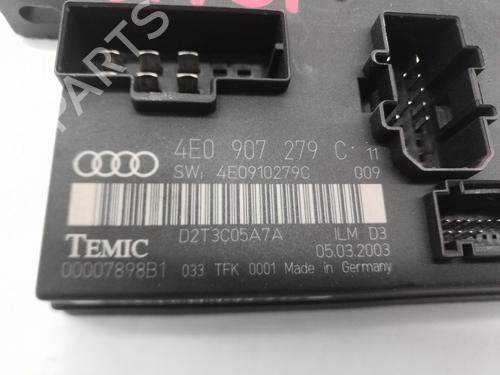 4E0 907 279 C 11
SW: 4E0910279C 009
D2T3C05A7A ILM D3
TEMIC 05.03.2003
00007898B1 033 TFK 0001 Made in Germany